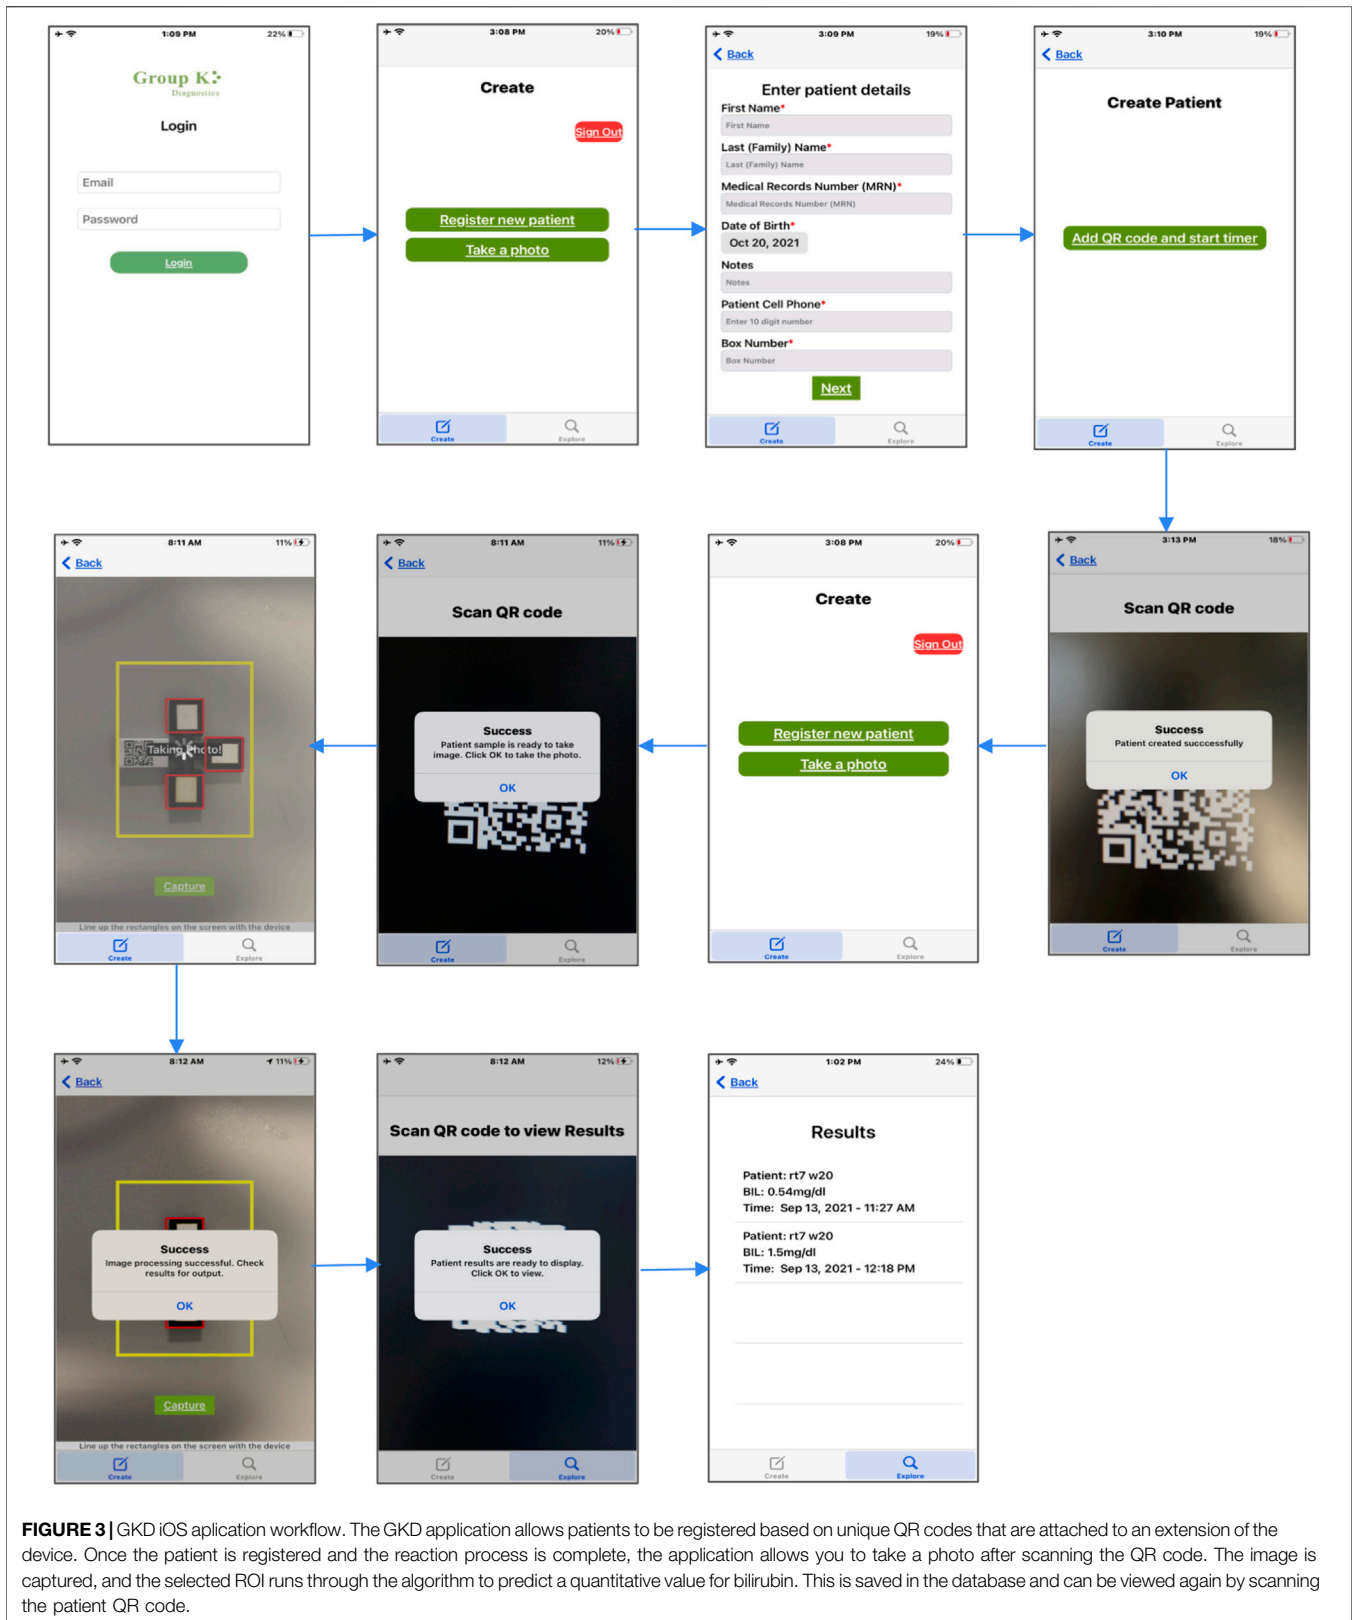 1:09 PM
22%
Group K
Diagnostics
Login
Email
Password
Login
3:08 PM
20%
Create
Sign Out
Register new patient
Take a photo
Create
Explore
3:09 PM
19%
Back
Enter patient details
First Name*
First Name
Last (Family) Name*
Last (Family) Name
Medical Records Number (MRN)*
Medical Records Number (MRN)
Date of Birth*
Oct 20, 2021
Notes
Notes
Patient Cell Phone*
Enter 10 digit number
Box Number*
Box Number
Next
Create
Explore
3:10 PM
19%
Back
Create Patient
Add QR code and start timer
Create
Explore
8:11 AM
11%
Back
Taking Photo!
Capture
Line up the rectangles on the screen with the device
Create
Explore
8:11 AM
11%
Back
Scan QR code
Success
Patient sample is ready to take
image. Click OK to take the photo.
OK
Create
Explore
3:08 PM
20%
Create
Sign Out
Register new patient
Take a photo
Create
Explore
3:13 PM
18%
Back
Scan QR code
Success
Patient created succcessfully
OK
Create
Explore
8:12 AM
11%
Back
Success
Image processing successful. Check
results for output.
OK
Capture
Line up the rectangles on the screen with the device
Create
Explore
8:12 AM
12%
Scan QR code to view Results
Success
Patient results are ready to display.
Click OK to view.
OK
Create
Explore
1:02 PM
24%
Back
Results
Patient: rt7 w20
BIL: 0.54mg/dl
Time: Sep 13, 2021 - 11:27 AM
Patient: rt7 w20
BIL: 1.5mg/dl
Time: Sep 13, 2021 - 12:18 PM
Create
Explore
FIGURE 3 | GKD iOS aplication workflow. The GKD application allows patients to be registered based on unique QR codes that are attached to an extension of the
device. Once the patient is registered and the reaction process is complete, the application allows you to take a photo after scanning the QR code. The image is
captured, and the selected ROI runs through the algorithm to predict a quantitative value for bilirubin. This is saved in the database and can be viewed again by scanning
the patient QR code.